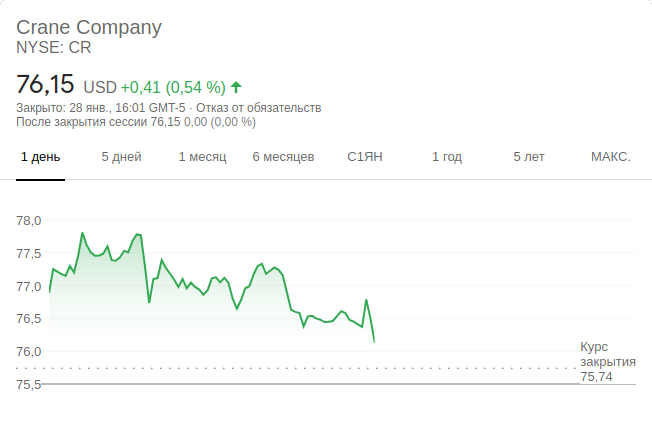 Crane Company
NYSE: CR
76,15 USD +0,41 (0,54 %)
Закрыто: 28 янв., 16:01 GMT-5 · Отказ от обязательств
После закрытия сессии 76,15 0,00 (0,00 %)
1 день 5 дней 1 месяц 6 месяцев С1ЯН 1 год 5 лет МАКС.
78,0
77,5
77,0
76,5
76,0
75,5
Курс
закрытия
75,74